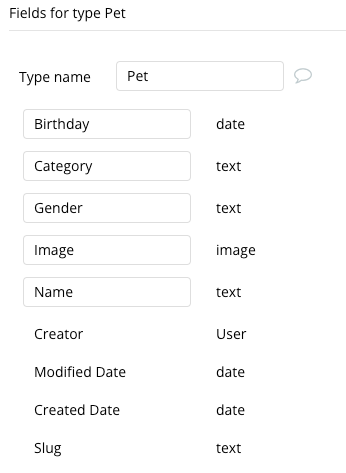 Fields for type Pet
Type name Pet
Birthday date
Category text
Gender text
Image image
Name text
Creator User
Modified Date date
Created Date date
Slug text